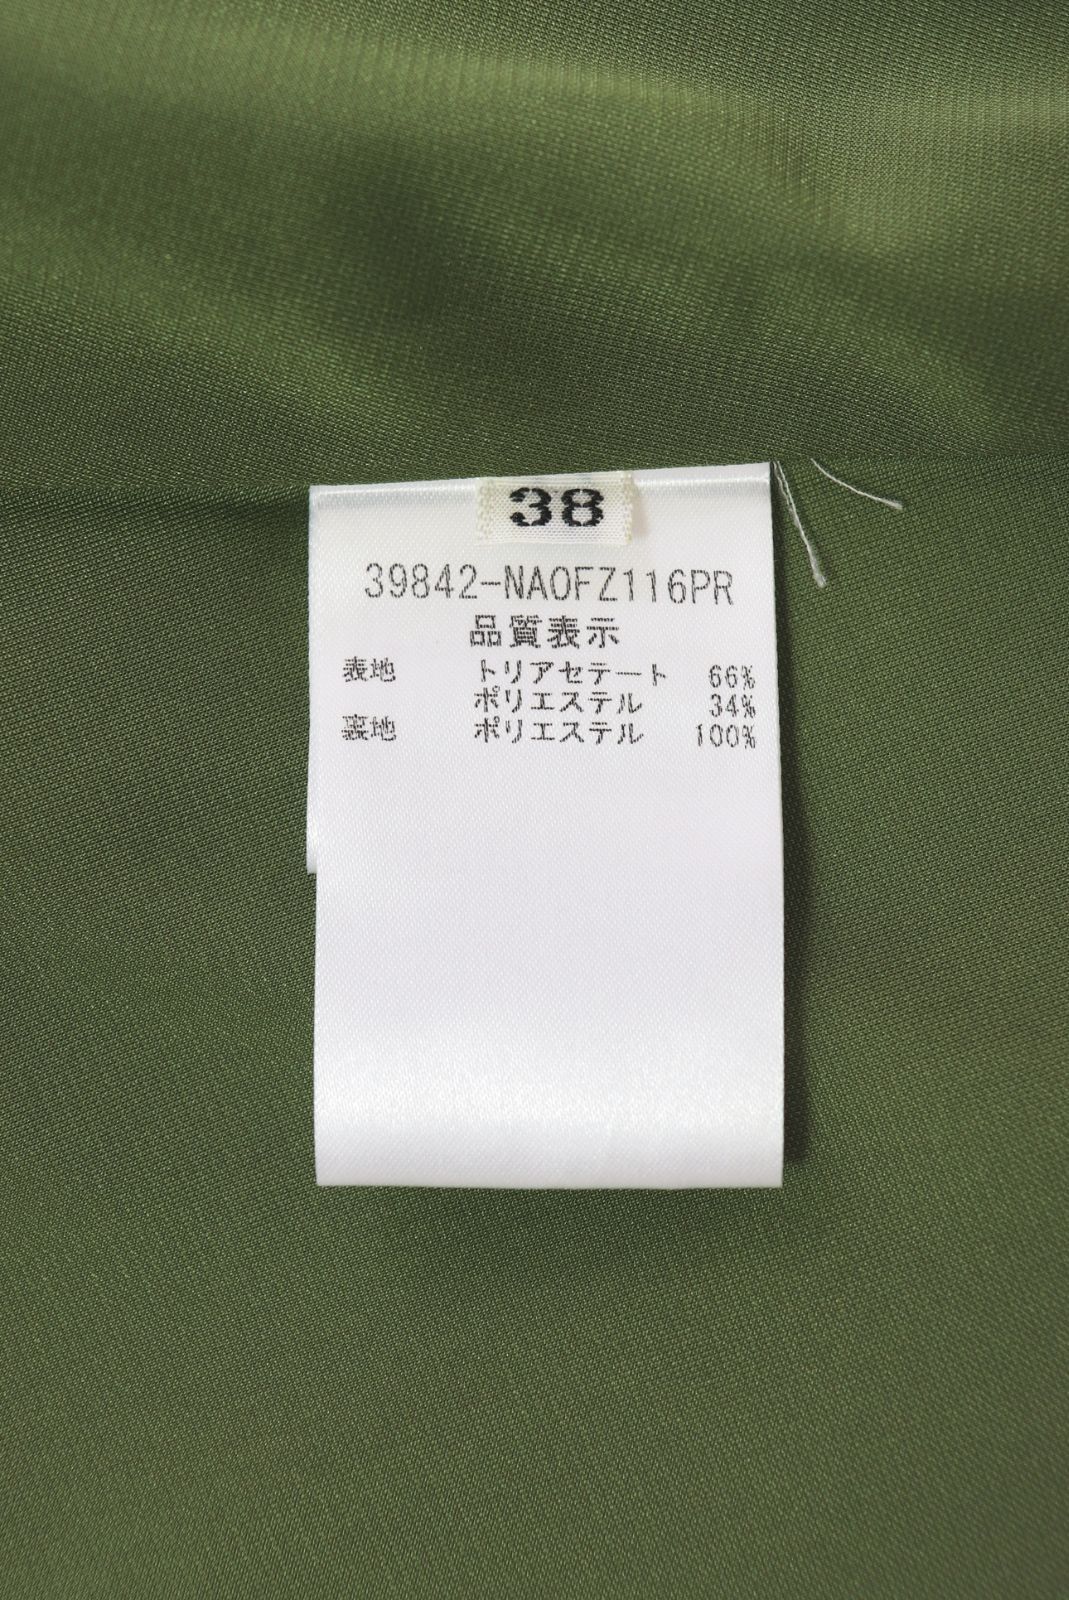 38
39842-NAOFZ116PR
品質表示
表地 トリアセテート 66%
ポリエステル 34%
裏地 ポリエステル 100%